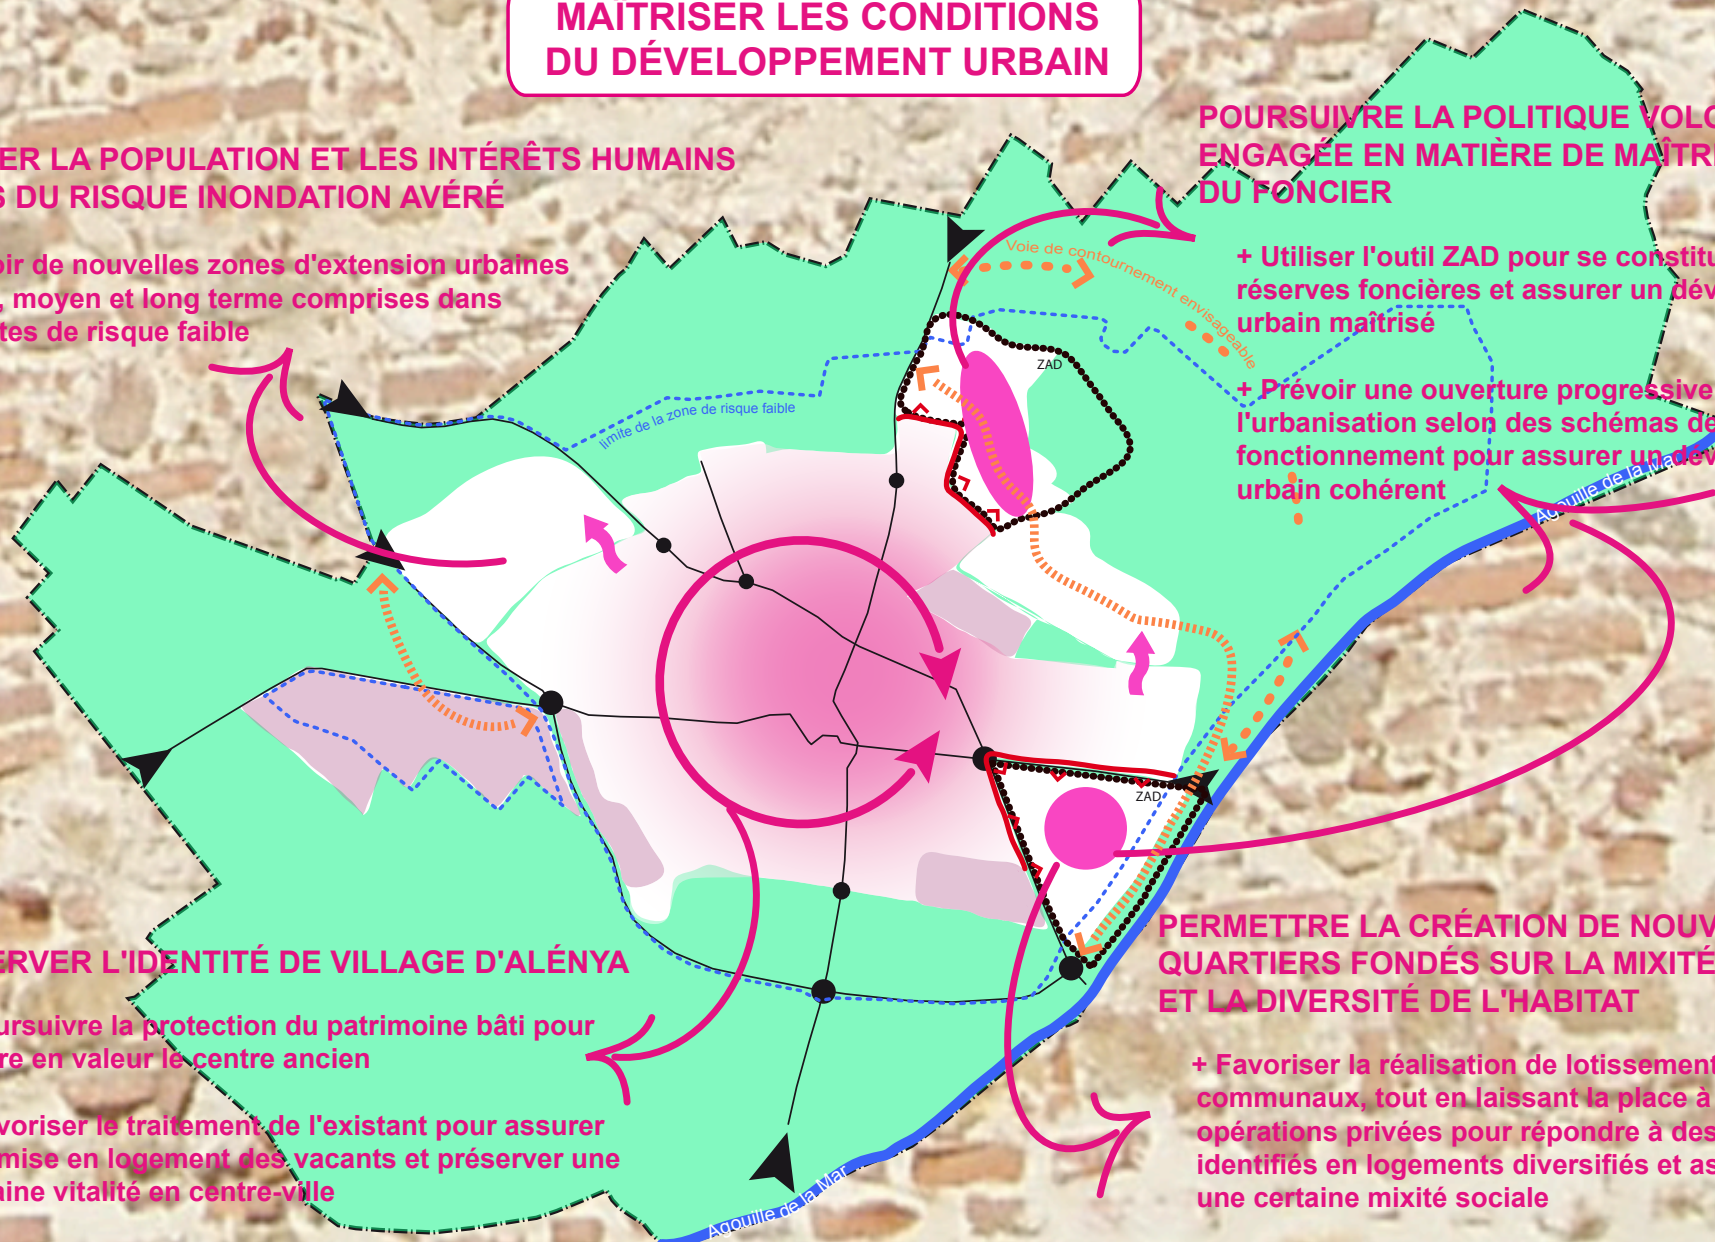 MAÎTRISER LES CONDITIONS
DU DÉVELOPPEMENT URBAIN
ER LA POPULATION ET LES INTÉRÊTS HUMAINS
DU RISQUE INONDATION AVÉRÉ
oir de nouvelles zones d'extension urbaines
, moyen et long terme comprises dans
tes de risque faible
POURSUIVRE LA POLITIQUE VOLO
ENGAGÉE EN MATIÈRE DE MAÎTRI
DU FONCIER
+ Utiliser l'outil ZAD pour se constitu
réserves foncières et assurer un dév
urbain maîtrisé
+ Prévoir une ouverture progressive
l'urbanisation selon des schémas de
fonctionnement pour assurer un dév
urbain cohérent
Voie de contournement envisageable
ZAD
limite de la zone de risque faible
Agouille de la Mar
ZAD
ERVER L'IDENTITÉ DE VILLAGE D'ALÉNYA
ursuivre la protection du patrimoine bâti pour
re en valeur le centre ancien
voriser le traitement de l'existant pour assurer
mise en logement des vacants et préserver une
aine vitalité en centre-ville
PERMETTRE LA CRÉATION DE NOUV
QUARTIERS FONDÉS SUR LA MIXITÉ
ET LA DIVERSITÉ DE L'HABITAT
+ Favoriser la réalisation de lotissement
communaux, tout en laissant la place à
opérations privées pour répondre à des
identifiés en logements diversifiés et as
une certaine mixité sociale
Agouille de la Mar